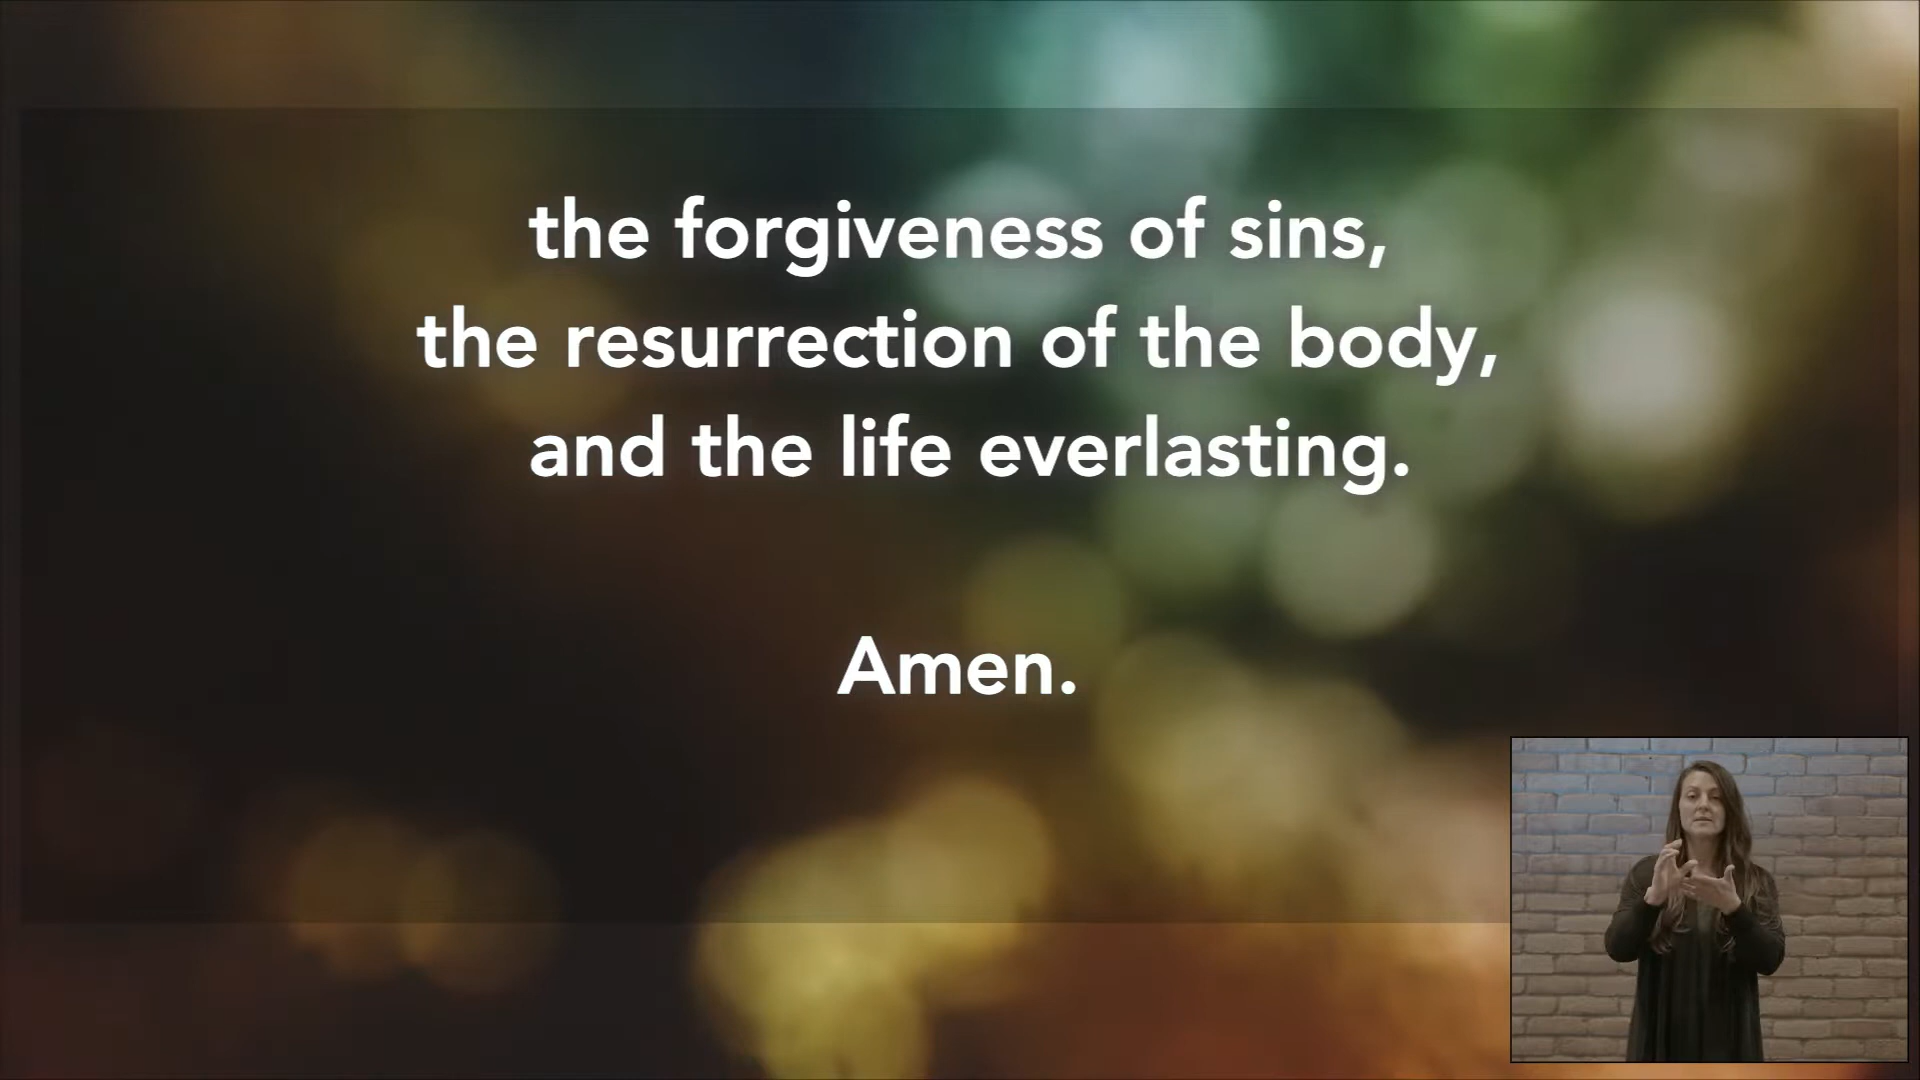 the forgiveness of sins,
the resurrection of the body,
and the life everlasting.
Amen.